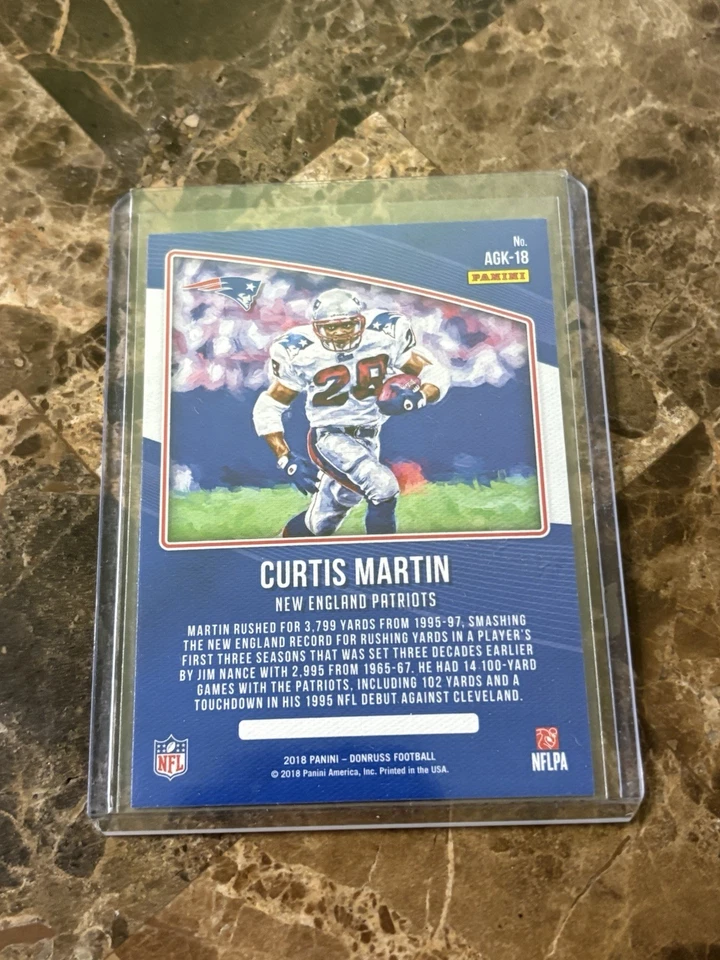 No.
AGK-18
PANINI
28
CURTIS MARTIN
NEW ENGLAND PATRIOTS
MARTIN RUSHED FOR 3,799 YARDS FROM 1995-97, SMASHING
THE NEW ENGLAND RECORD FOR RUSHING YARDS IN A PLAYER'S
FIRST THREE SEASONS THAT WAS SET THREE DECADES EARLIER
BY JIM NANCE WITH 2,995 FROM 1965-67. HE HAD 14 100-YARD
GAMES WITH THE PATRIOTS, INCLUDING 102 YARDS AND A
TOUCHDOWN IN HIS 1995 NFL DEBUT AGAINST CLEVELAND.
2018 PANINI – DONRUSS FOOTBALL
© 2018 Panini America, Inc. Printed in the USA.
NFL
NFLPA